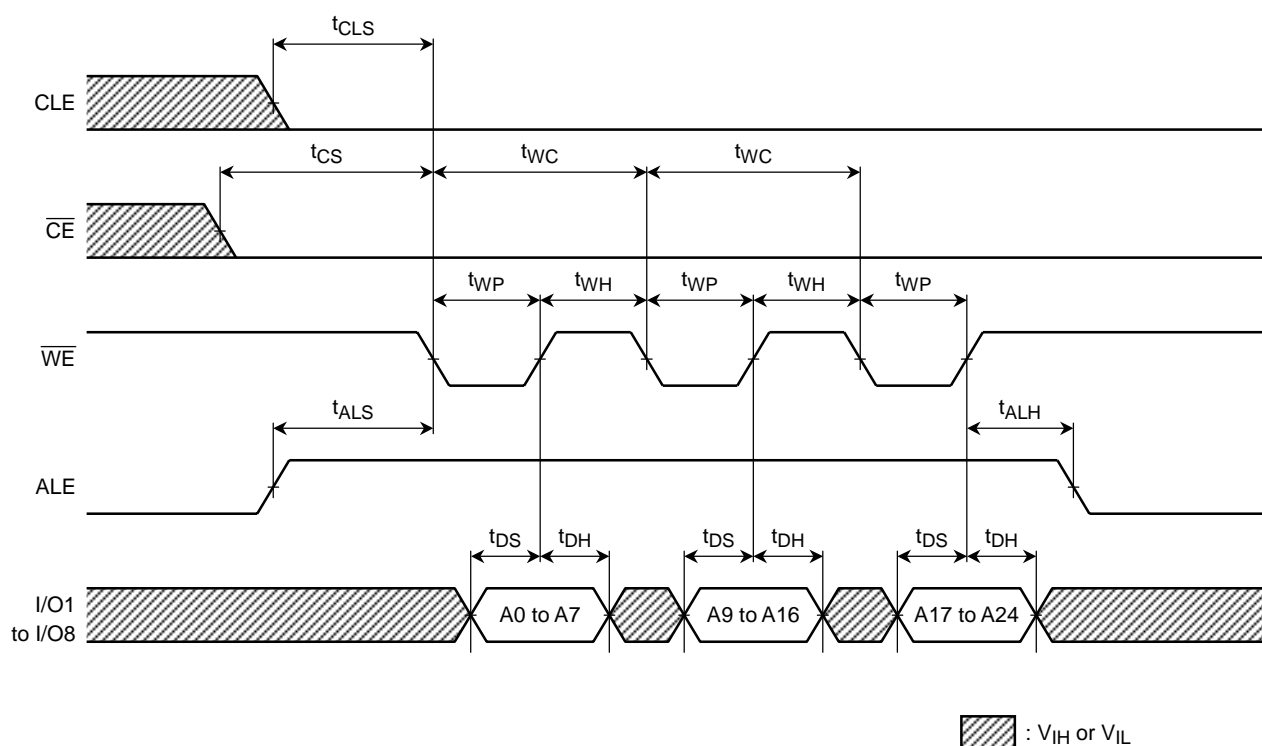 tCLS
CLE
tCS tWC tWC
CE
tWP tWH tWP tWH tWP
WE
tALS tALH
ALE
tDS tDH tDS tDH tDS tDH
I/O1
to I/O8
A0 to A7 A9 to A16 A17 to A24
: VIH or VIL